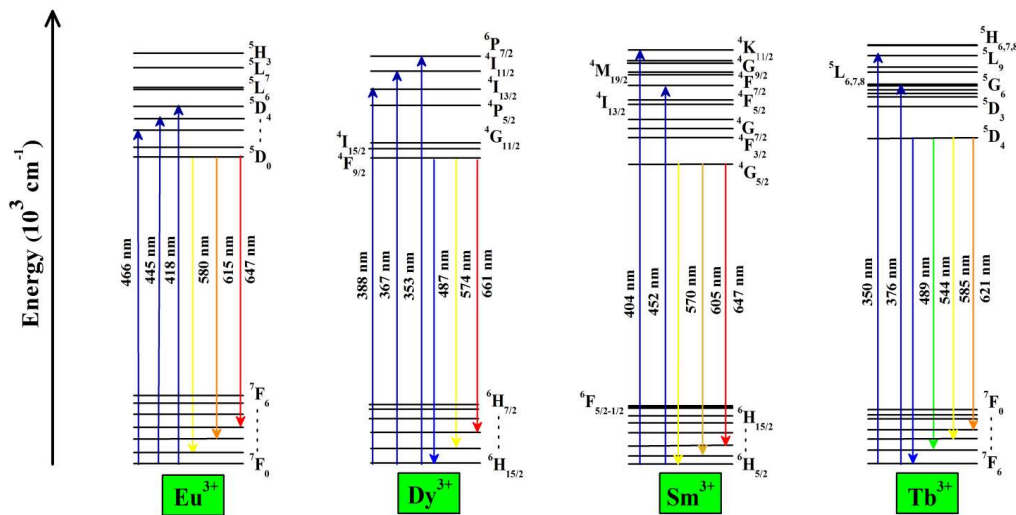 Energy (10³ cm⁻¹)
⁵H₃
⁵L₇
⁵L₆
⁵D₄
⁵D₀
466 nm
445 nm
418 nm
580 nm
615 nm
647 nm
⁷F₆
⁷F₀
Eu³⁺
⁶P₇/₂
⁴I₁₁/₂
⁴I₁₃/₂
⁴P₅/₂
⁴G₁₁/₂
⁴I₁₅/₂
⁴F₉/₂
388 nm
367 nm
353 nm
487 nm
574 nm
661 nm
⁶H₇/₂
⁶H₁₅/₂
Dy³⁺
⁴K₁₁/₂
⁴M₁₉/₂
⁴G₉/₂
⁴F₇/₂
⁴I₁₃/₂
⁴F₅/₂
⁴G₇/₂
⁴F₃/₂
⁴G₅/₂
404 nm
452 nm
570 nm
605 nm
647 nm
⁶F₅/₂₋₁/₂
⁶H₁₅/₂
⁶H₅/₂
Sm³⁺
⁵H₆,₇,₈
⁵L₉
⁵L₆,₇,₈
⁵G₆
⁵D₃
⁵D₄
350 nm
376 nm
489 nm
544 nm
585 nm
621 nm
⁷F₀
⁷F₆
Tb³⁺